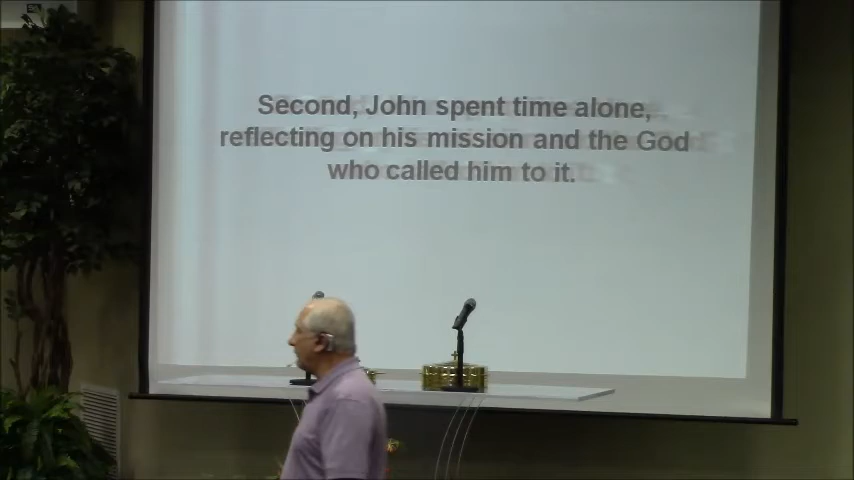 Second, John spent time alone,
reflecting on his mission and the God
who called him to it.